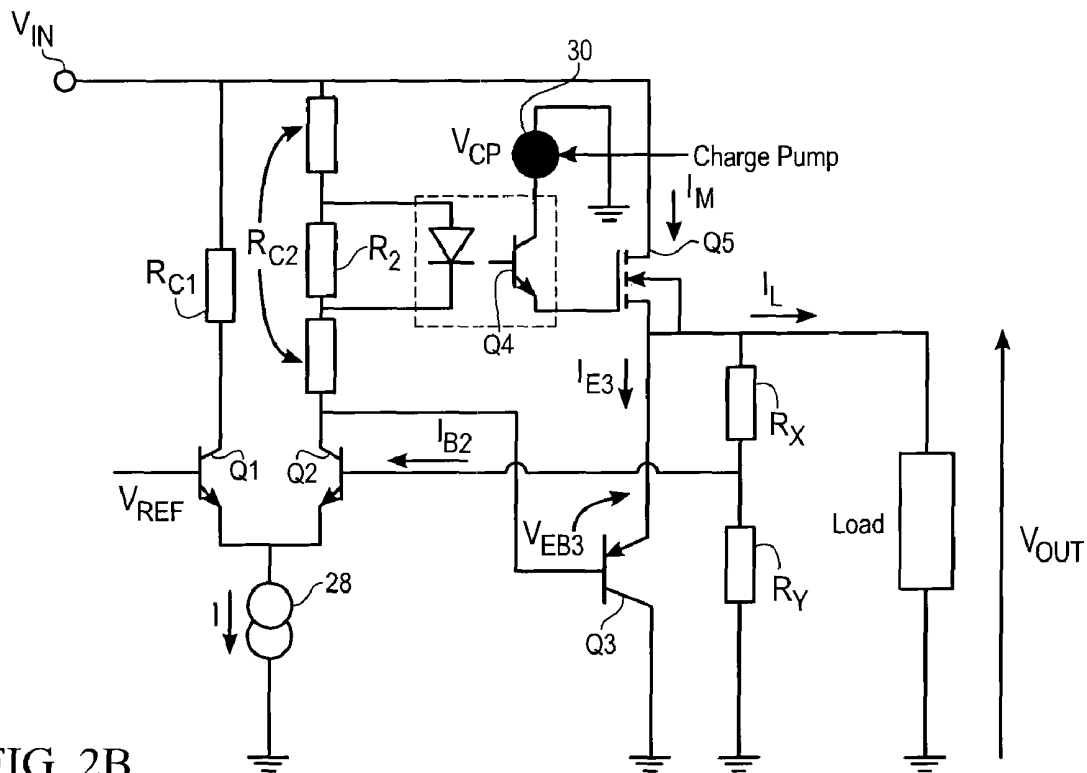 V_IN
30
V_CP
Charge Pump
I_M
Q5
R_C1
R_C2
R_2
Q4
I_L
I_E3
R_X
I_B2
Q1
Q2
V_REF
V_EB3
Load
V_OUT
I
28
R_Y
Q3
FIG. 2B